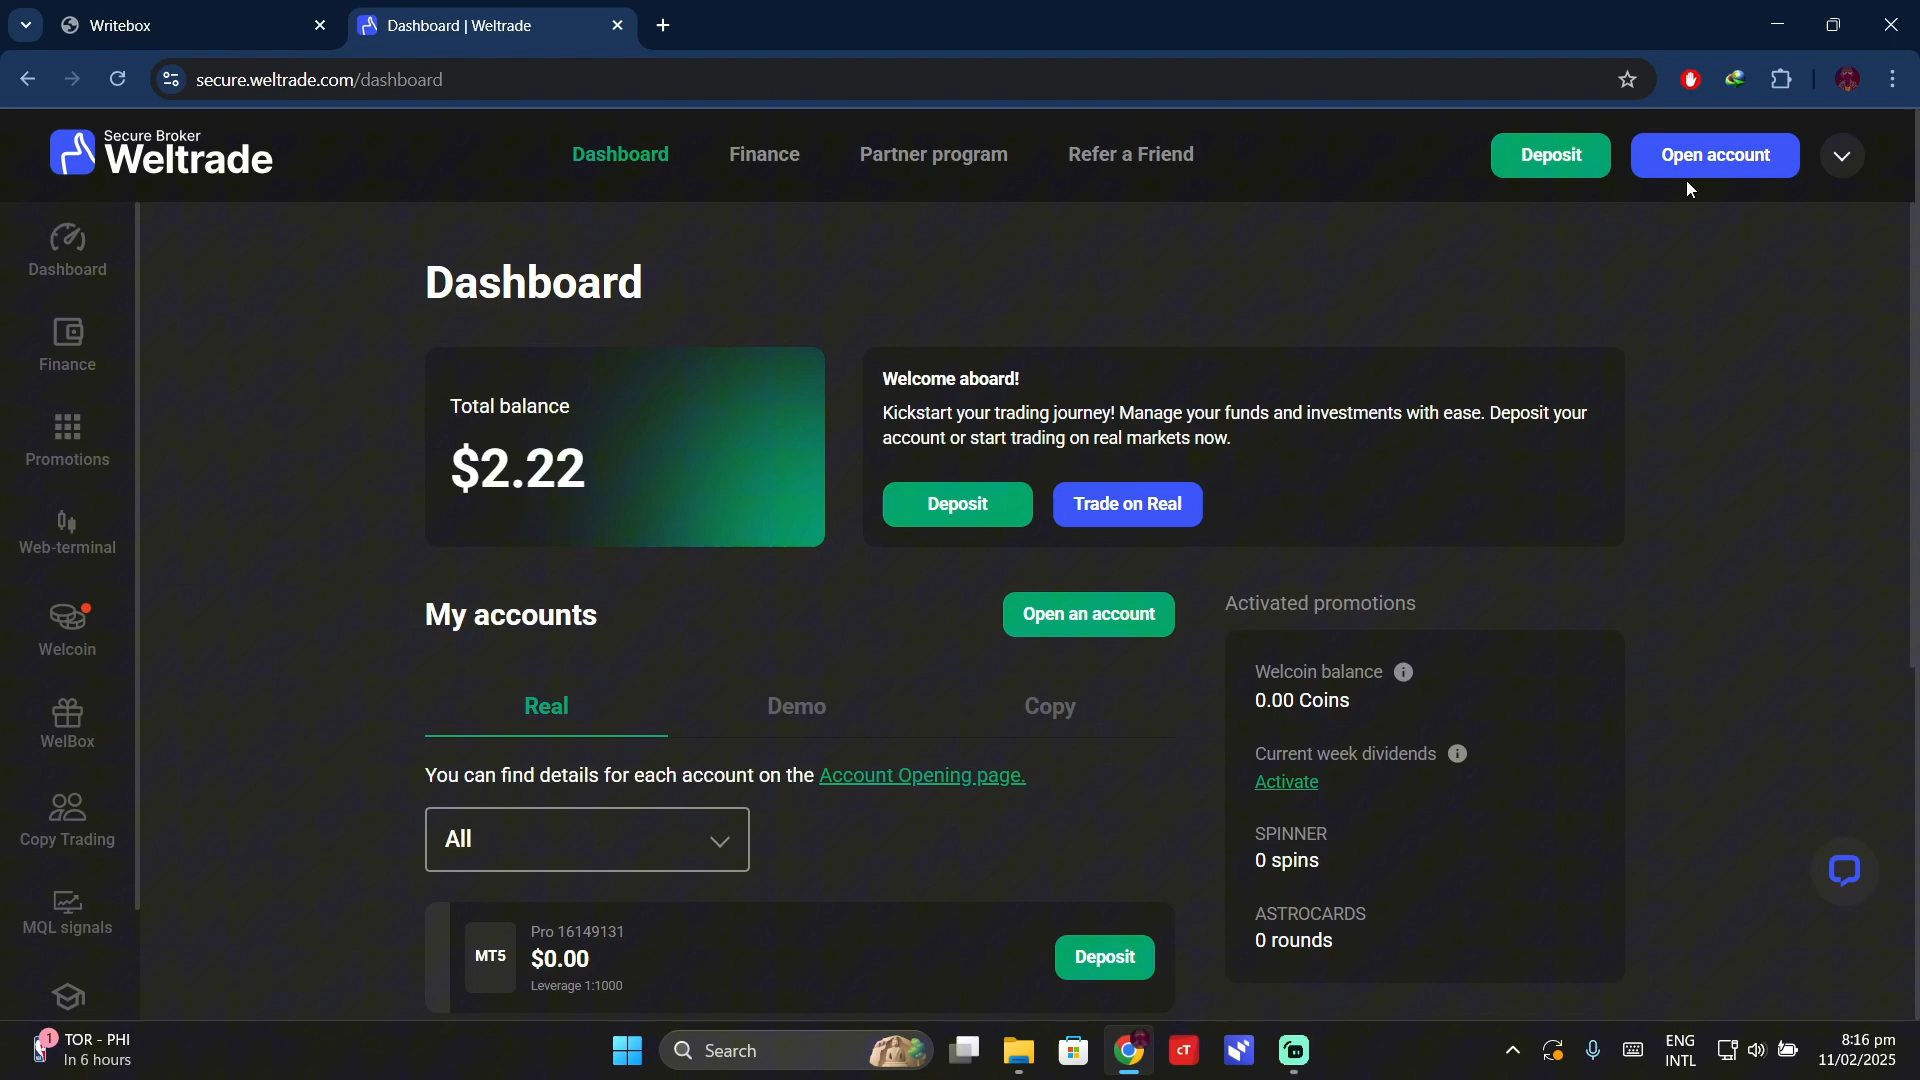 Writebox
Dashboard | Weltrade
secure.weltrade.com/dashboard
Secure Broker
Weltrade
Dashboard
Finance
Partner program
Refer a Friend
Deposit
Open account
Dashboard
Finance
Promotions
Web-terminal
Welcoin
WelBox
Copy Trading
MQL signals
Dashboard
Total balance
$2.22
Welcome aboard!
Kickstart your trading journey! Manage your funds and investments with ease. Deposit your
account or start trading on real markets now.
Deposit
Trade on Real
My accounts
Open an account
Real
Demo
Copy
You can find details for each account on the Account Opening page.
All
MT5
Pro 16149131
$0.00
Leverage 1:1000
Deposit
Activated promotions
Welcoin balance
0.00 Coins
Current week dividends
Activate
SPINNER
0 spins
ASTROCARDS
0 rounds
1
TOR - PHI
In 6 hours
Search
cT
ENG
INTL
8:16 pm
11/02/2025